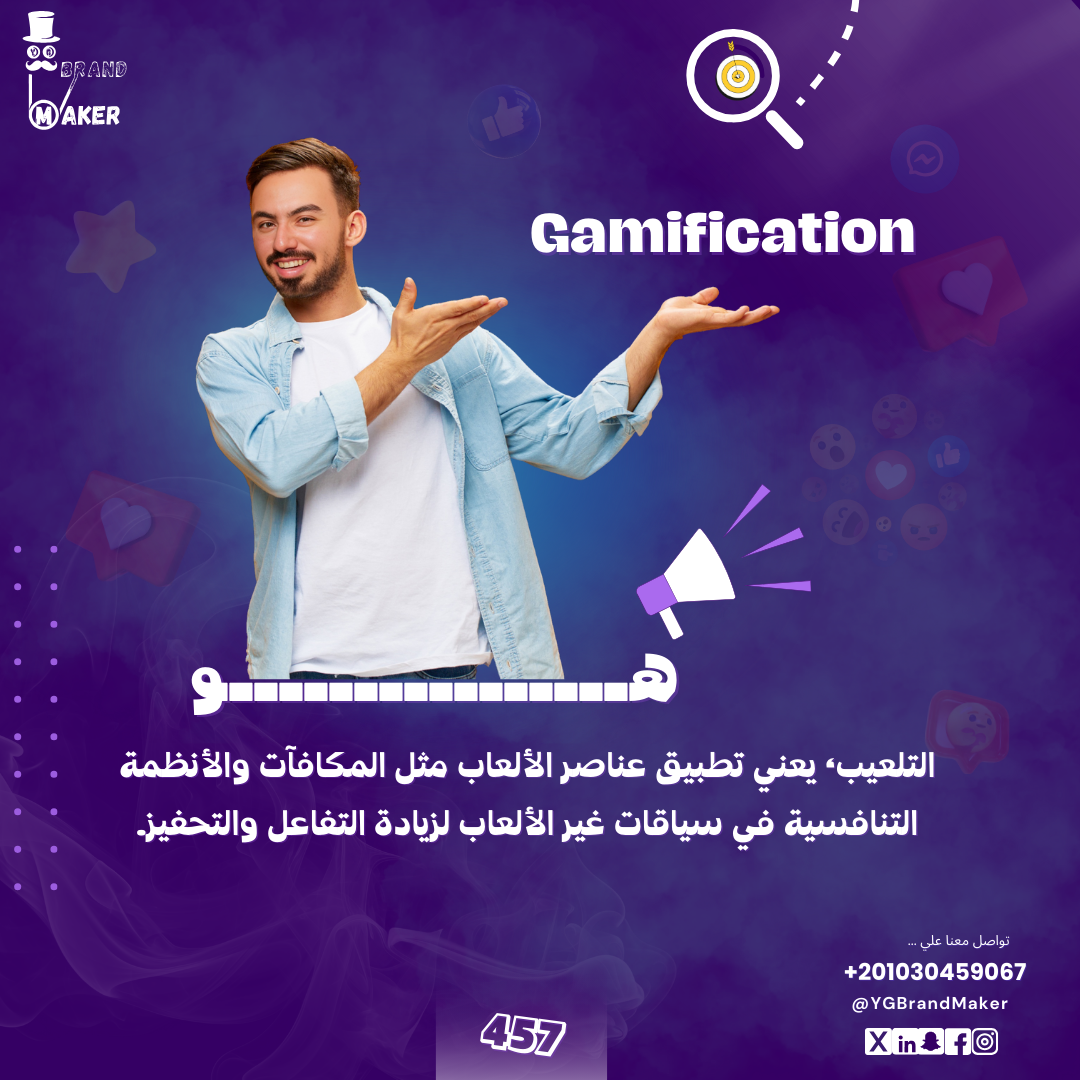 Y G
BRAND
MAKER
Gamification
هـــــــــــــــــو
التلعيب، يعني تطبيق عناصر الألعاب مثل المكافآت والأنظمة
التنافسية في سياقات غير الألعاب لزيادة التفاعل والتحفيز.
تواصل معنا علي ...
+201030459067
@YGBrandMaker
457